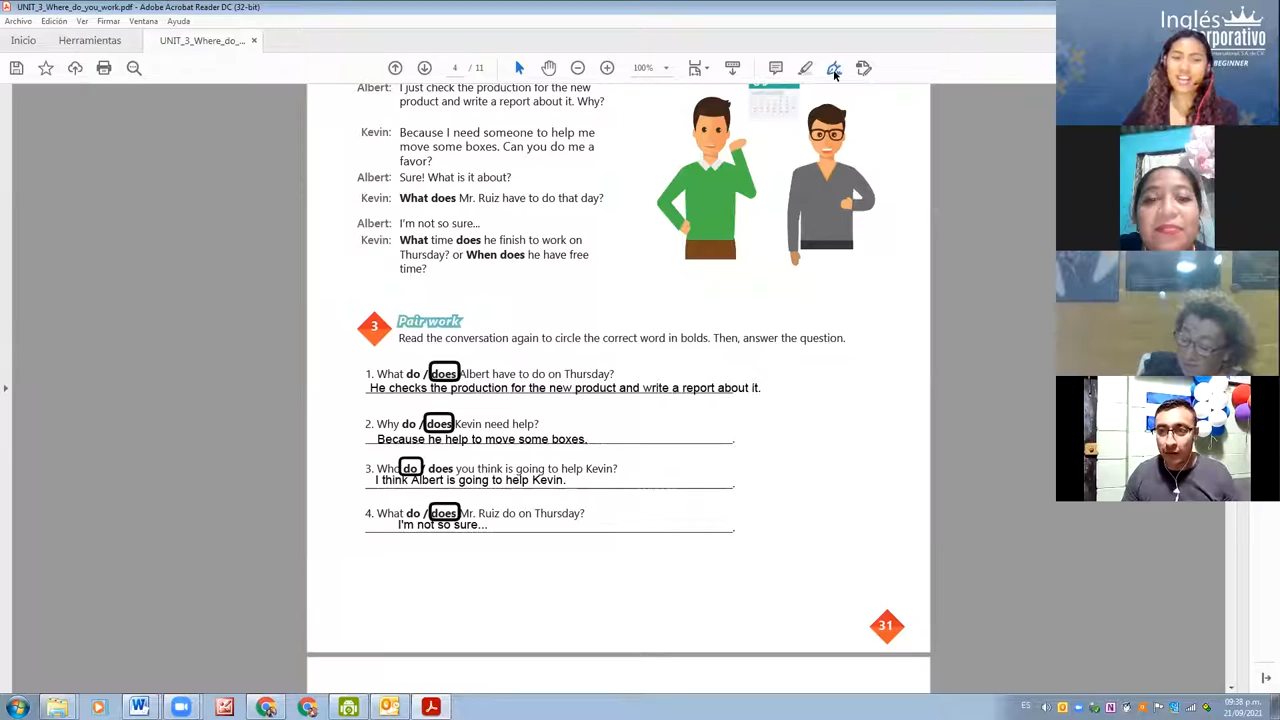 UNIT_3_Where_do_you_work.pdf - Adobe Acrobat Reader DC (32-bit)
Archivo Edición Ver Firmar Ventana Ayuda
Inicio Herramientas UNIT_3_Where_do_... ×
4 / 11 100%
Albert: I just check the production for the new
product and write a report about it. Why?
Kevin: Because I need someone to help me
move some boxes. Can you do me a
favor?
Albert: Sure! What is it about?
Kevin: What does Mr. Ruiz have to do that day?
Albert: I'm not so sure...
Kevin: What time does he finish to work on
Thursday? or When does he have free
time?
3 Pair work
Read the conversation again to circle the correct word in bolds. Then, answer the question.
1. What do / does Albert have to do on Thursday?
He checks the production for the new product and write a report about it.
2. Why do / does Kevin need help?
Because he help to move some boxes.
3. Who do / does you think is going to help Kevin?
I think Albert is going to help Kevin.
4. What do / does Mr. Ruiz do on Thursday?
I'm not so sure...
31
Inglés
Corporativo
BEGINNER
ES 09:38 p.m.
21/09/2021